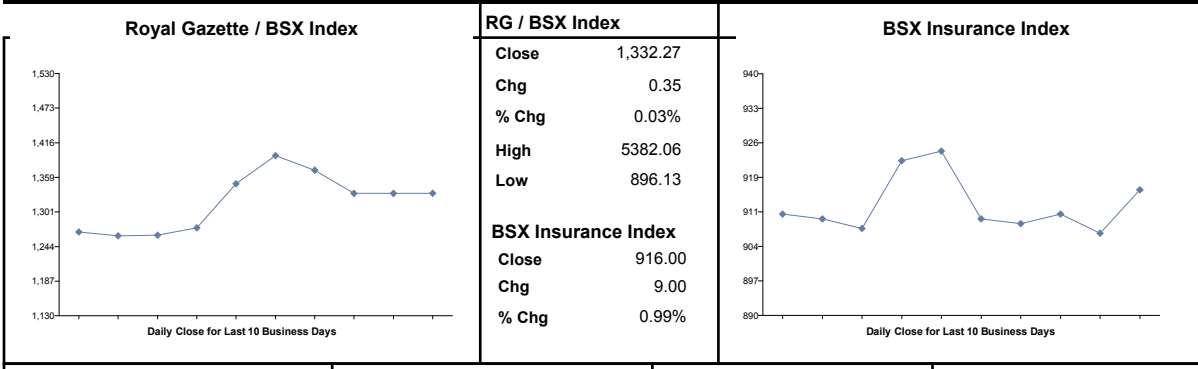 Royal Gazette / BSX Index
1,530
1,473
1,416
1,359
1,301
1,244
1,187
1,130
Daily Close for Last 10 Business Days
RG / BSX Index
Close 1,332.27
Chg 0.35
% Chg 0.03%
High 5382.06
Low 896.13
BSX Insurance Index
Close 916.00
Chg 9.00
% Chg 0.99%
BSX Insurance Index
940
933
926
919
911
904
897
890
Daily Close for Last 10 Business Days